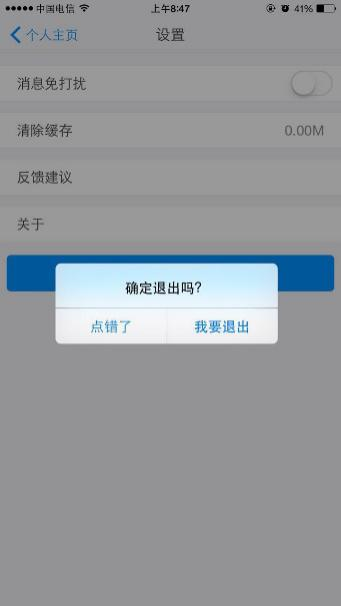 中国电信 上午8:47 41%
个人主页 设置
消息免打扰
清除缓存 0.00M
反馈建议
关于
确定退出吗?
点错了 我要退出